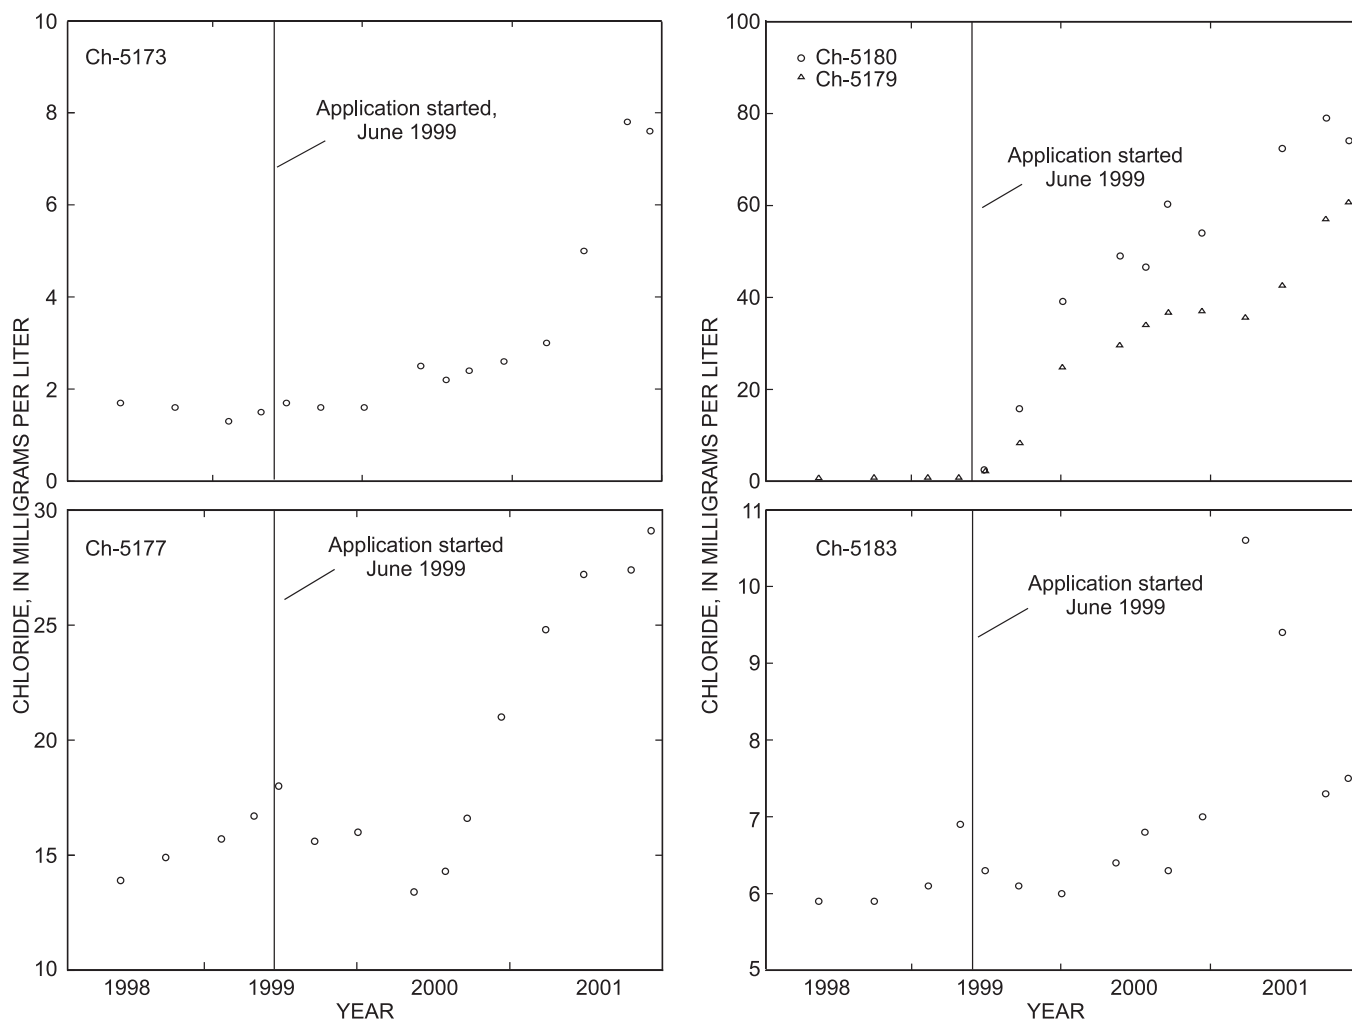 CHLORIDE, IN MILLIGRAMS PER LITER
10
8
6
4
2
0
Ch-5173
Application started,
June 1999
100
80
60
40
20
0
Ch-5180
Ch-5179
Application started
June 1999
30
25
20
15
10
Ch-5177
Application started
June 1999
1998 1999 2000 2001
YEAR
CHLORIDE, IN MILLIGRAMS PER LITER
11
10
9
8
7
6
5
Ch-5183
Application started
June 1999
1998 1999 2000 2001
YEAR